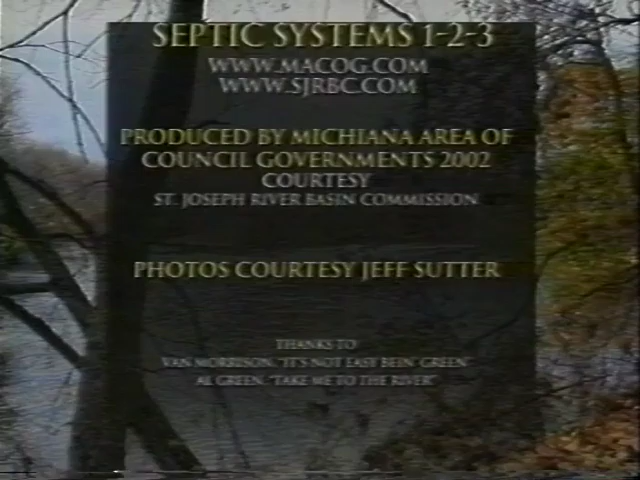 SEPTIC SYSTEMS 1-2-3
WWW.MACOG.COM
WWW.SJRBC.COM
PRODUCED BY MICHIANA AREA OF
COUNCIL GOVERNMENTS 2002
COURTESY
ST. JOSEPH RIVER BASIN COMMISSION
PHOTOS COURTESY JEFF SUTTER
THANKS TO
VAN MORRISON, "IT'S NOT EASY BEIN' GREEN"
AL GREEN, "TAKE ME TO THE RIVER"